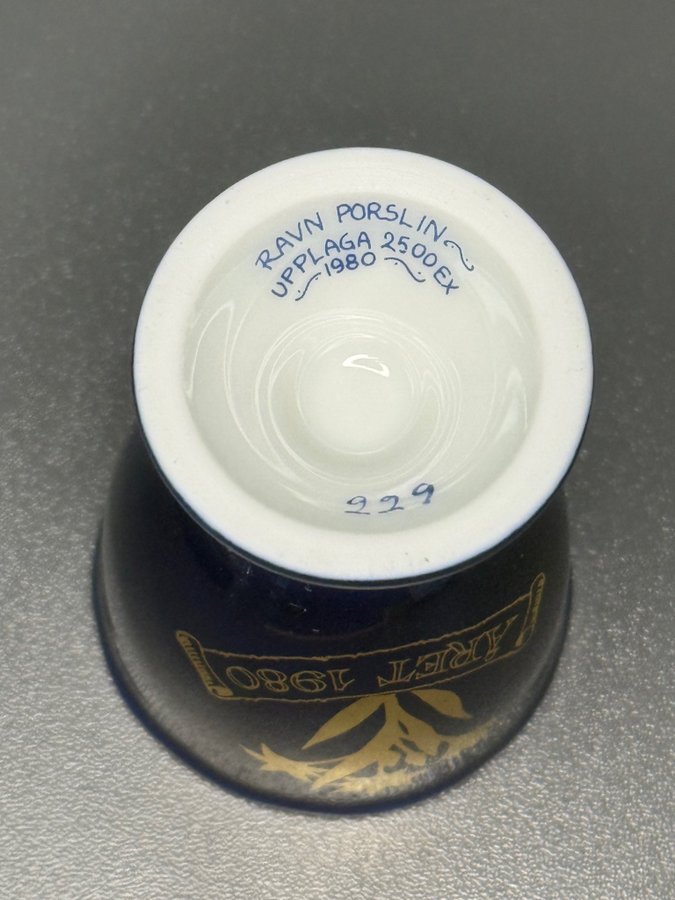 RAVN PORSLIN
UPPLAGA 2500 EX
1980
229
ÅRET 1980